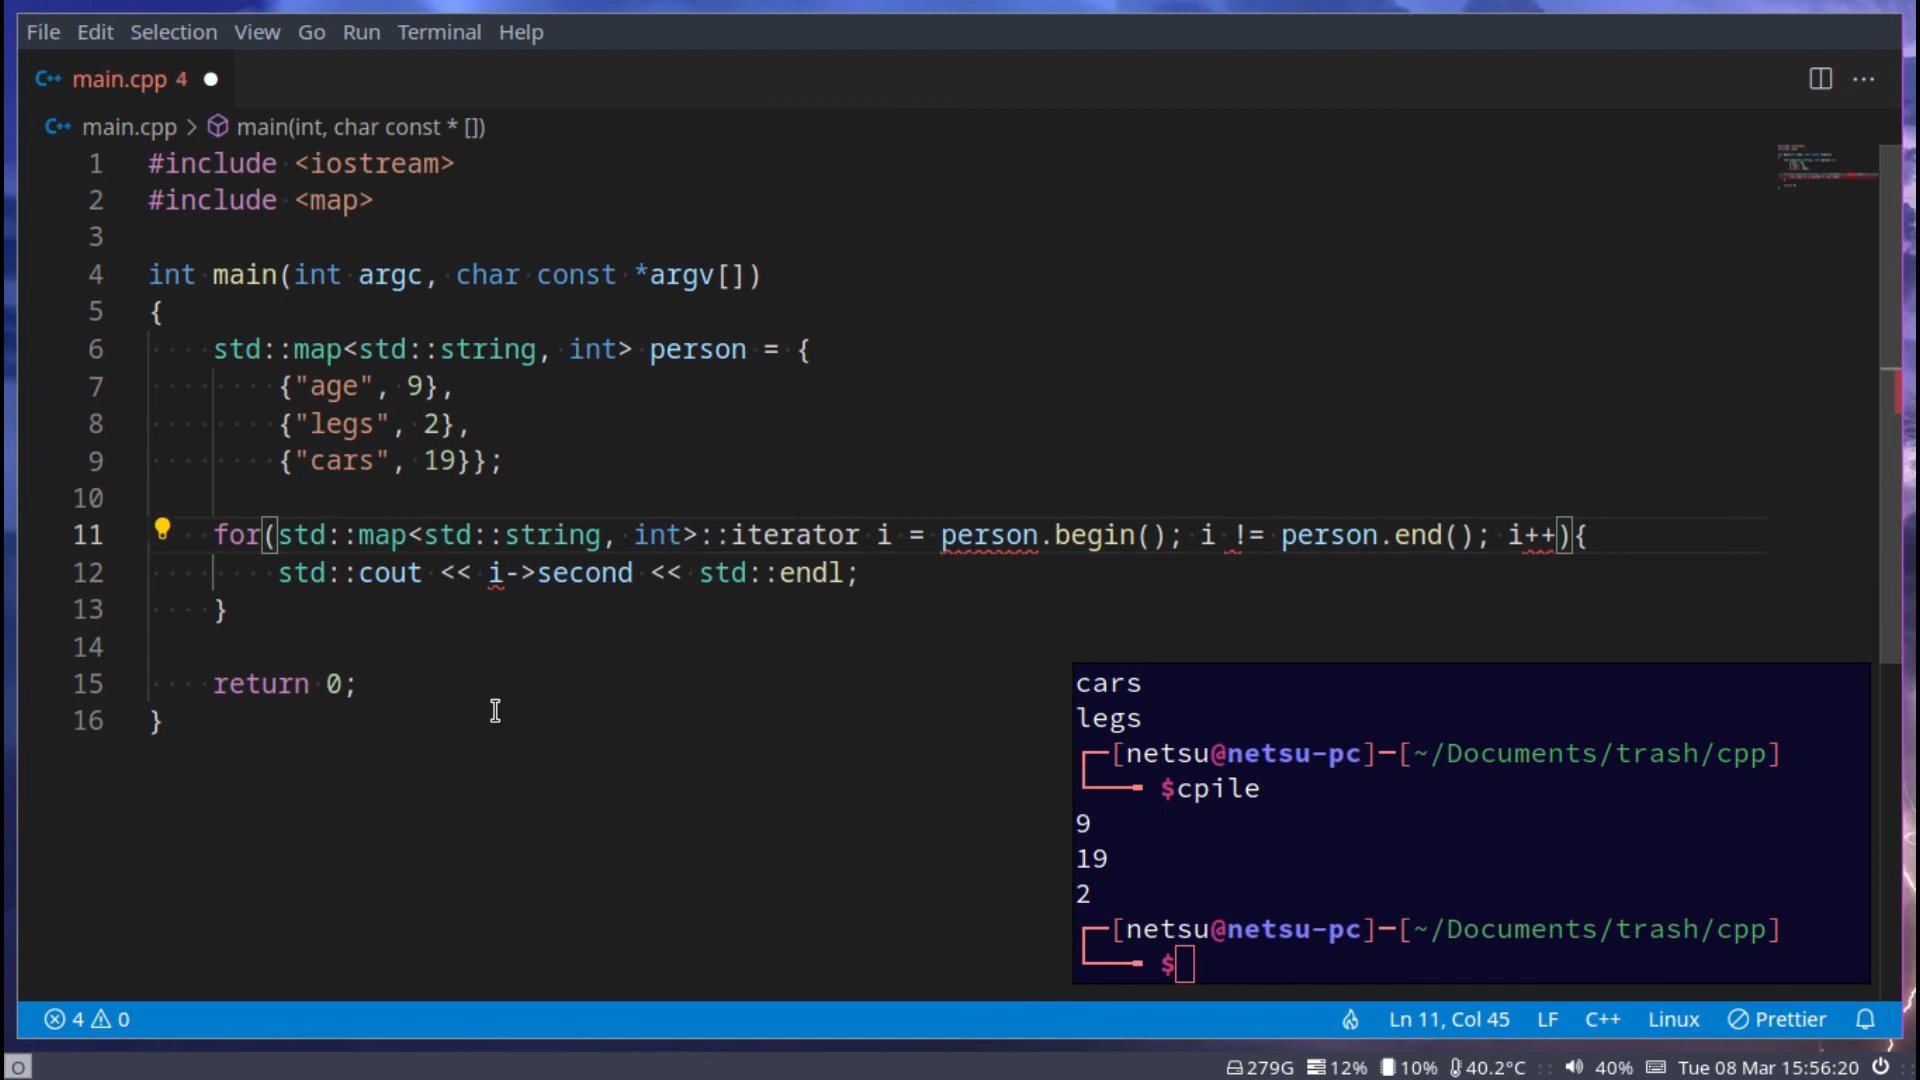 File Edit Selection View Go Run Terminal Help
C++ main.cpp 4
C++ main.cpp > main(int, char const * [])
1 #include <iostream>
2 #include <map>
3
4 int main(int argc, char const *argv[])
5 {
6 std::map<std::string, int> person = {
7 {"age", 9},
8 {"legs", 2},
9 {"cars", 19}};
10
11 for(std::map<std::string, int>::iterator i = person.begin(); i != person.end(); i++){
12 std::cout << i->second << std::endl;
13 }
14
15 return 0;
16 }
cars
legs
[netsu@netsu-pc]─[~/Documents/trash/cpp]
$cpile
9
19
2
[netsu@netsu-pc]─[~/Documents/trash/cpp]
$
4 0 Ln 11, Col 45 LF C++ Linux Prettier
279G 12% 10% 40.2°C 40% Tue 08 Mar 15:56:20